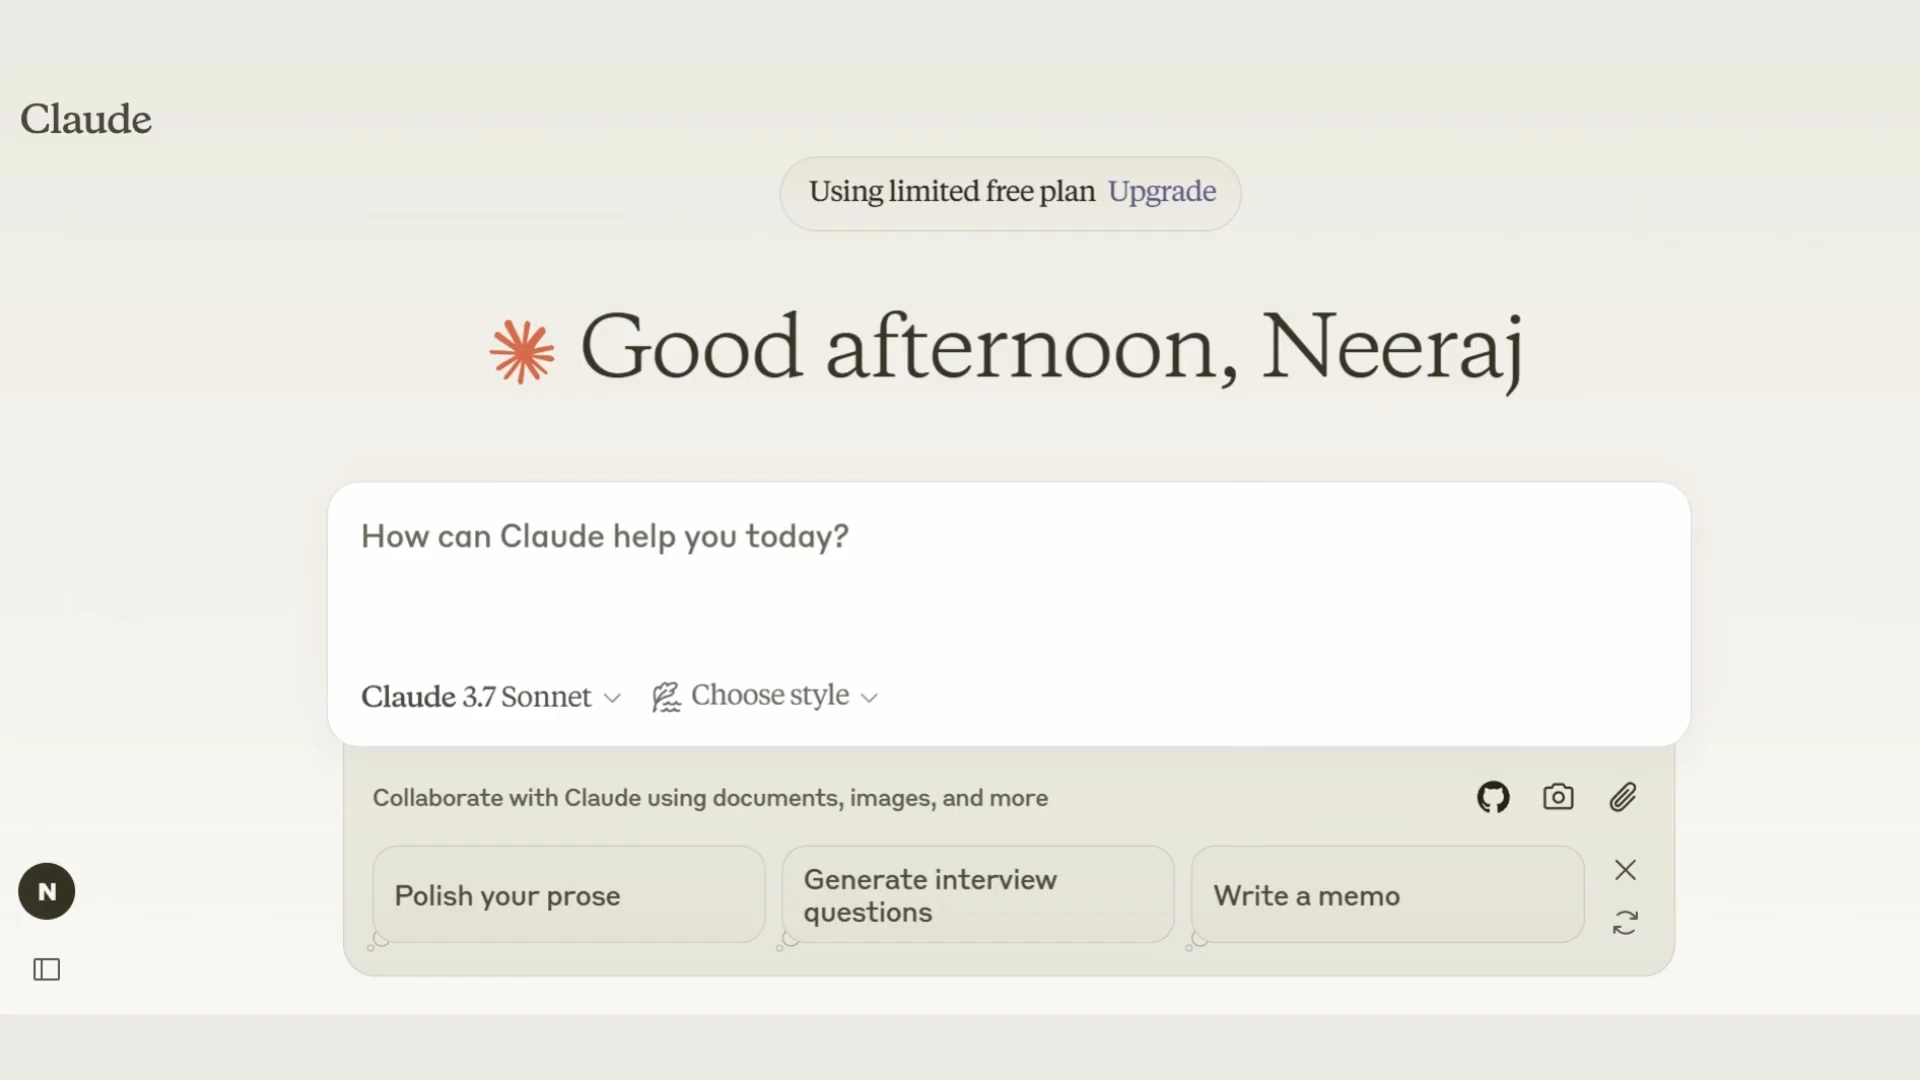 Claude
Using limited free plan Upgrade
Good afternoon, Neeraj
How can Claude help you today?
Claude 3.7 Sonnet
Choose style
Collaborate with Claude using documents, images, and more
Polish your prose
Generate interview
questions
Write a memo
N